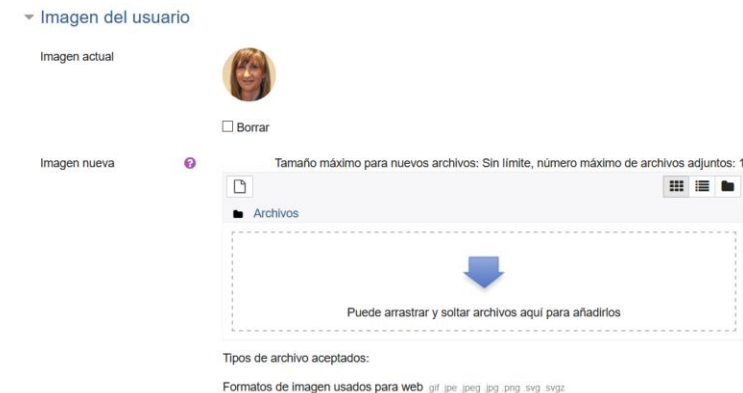 Imagen del usuario
Imagen actual
Borrar
Imagen nueva
Tamaño máximo para nuevos archivos: Sin límite, número máximo de archivos adjuntos: 1
Archivos
Puede arrastrar y soltar archivos aquí para añadirlos
Tipos de archivo aceptados:
Formatos de imagen usados para web .gif .jpe .jpeg .jpg .png .svg .svgz